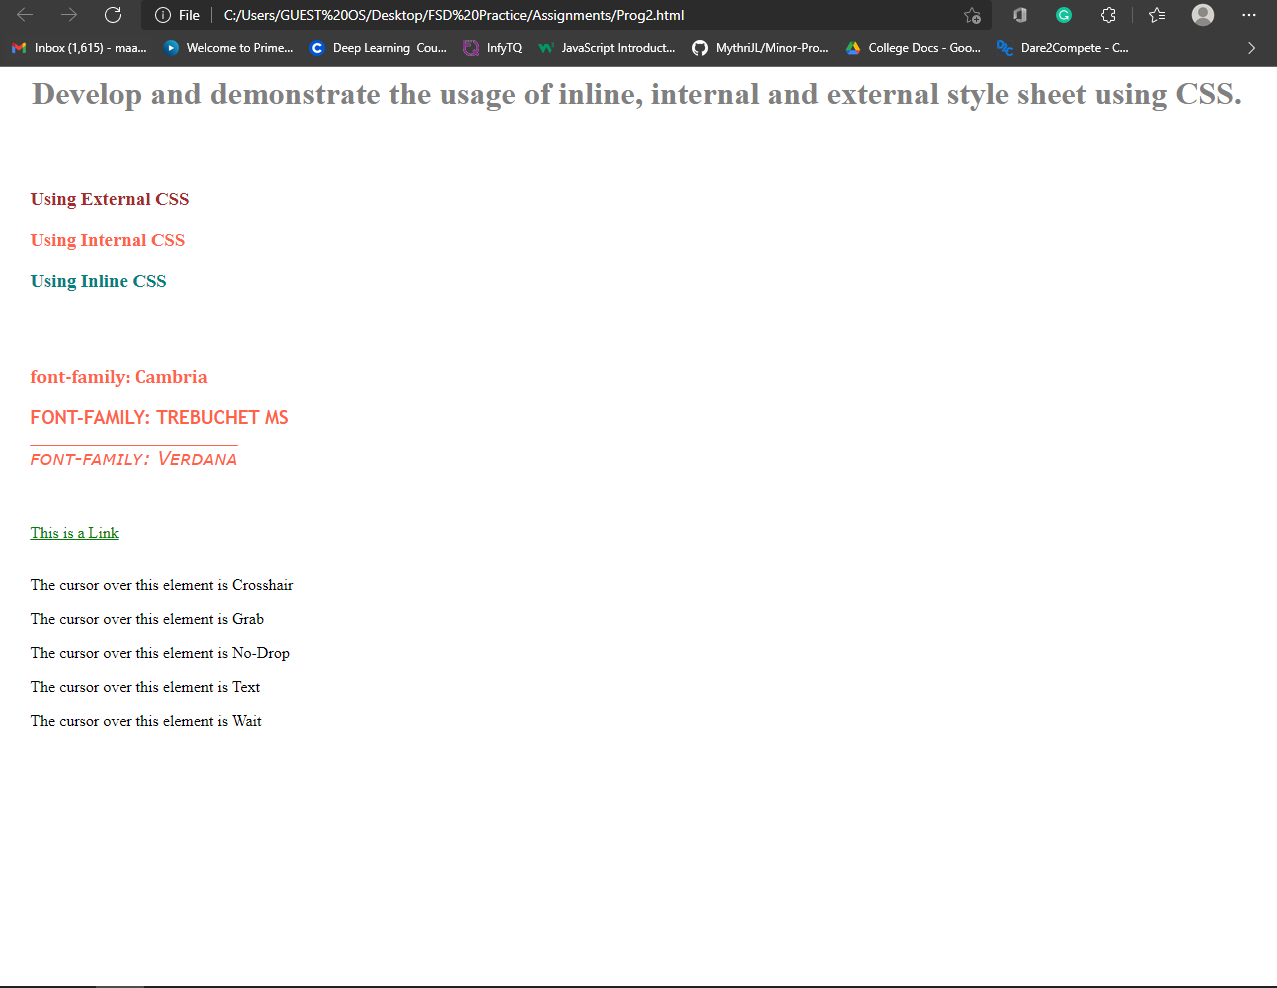 File C:/Users/GUEST%20OS/Desktop/FSD%20Practice/Assignments/Prog2.html
Inbox (1,615) - maa... Welcome to Prime... Deep Learning Cou... InfyTQ JavaScript Introduct... MythriJL/Minor-Pro... College Docs - Goo... Dare2Compete - C...
Develop and demonstrate the usage of inline, internal and external style sheet using CSS.
Using External CSS
Using Internal CSS
Using Inline CSS
font-family: Cambria
FONT-FAMILY: TREBUCHET MS
FONT-FAMILY: VERDANA
This is a Link
The cursor over this element is Crosshair
The cursor over this element is Grab
The cursor over this element is No-Drop
The cursor over this element is Text
The cursor over this element is Wait